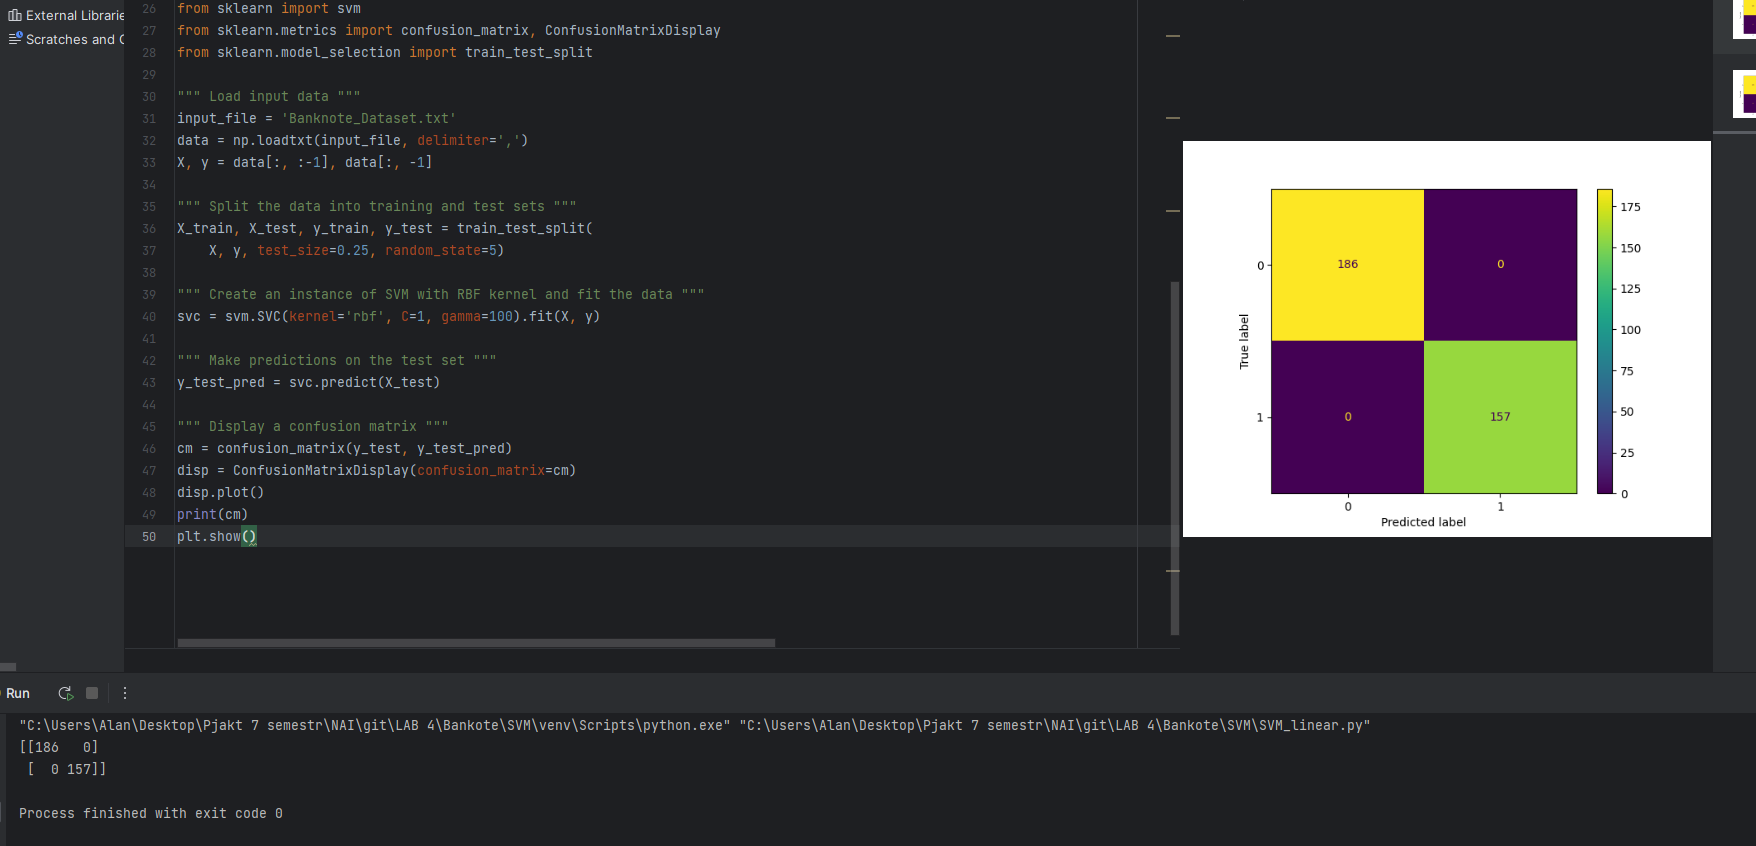 External Librarie
Scratches and C
26 from sklearn import svm
27 from sklearn.metrics import confusion_matrix, ConfusionMatrixDisplay
28 from sklearn.model_selection import train_test_split
29
30 """ Load input data """
31 input_file = 'Banknote_Dataset.txt'
32 data = np.loadtxt(input_file, delimiter=',')
33 X, y = data[:, :-1], data[:, -1]
34
35 """ Split the data into training and test sets """
36 X_train, X_test, y_train, y_test = train_test_split(
37     X, y, test_size=0.25, random_state=5)
38
39 """ Create an instance of SVM with RBF kernel and fit the data """
40 svc = svm.SVC(kernel='rbf', C=1, gamma=100).fit(X, y)
41
42 """ Make predictions on the test set """
43 y_test_pred = svc.predict(X_test)
44
45 """ Display a confusion matrix """
46 cm = confusion_matrix(y_test, y_test_pred)
47 disp = ConfusionMatrixDisplay(confusion_matrix=cm)
48 disp.plot()
49 print(cm)
50 plt.show()
175
150
125
100
75
50
25
0
0
186 0
True label
1
0 157
0 1
Predicted label
Run
"C:\Users\Alan\Desktop\Pjakt 7 semestr\NAI\git\LAB 4\Bankote\SVM\venv\Scripts\python.exe" "C:\Users\Alan\Desktop\Pjakt 7 semestr\NAI\git\LAB 4\Bankote\SVM\SVM_linear.py"
[[186   0]
 [  0 157]]
Process finished with exit code 0